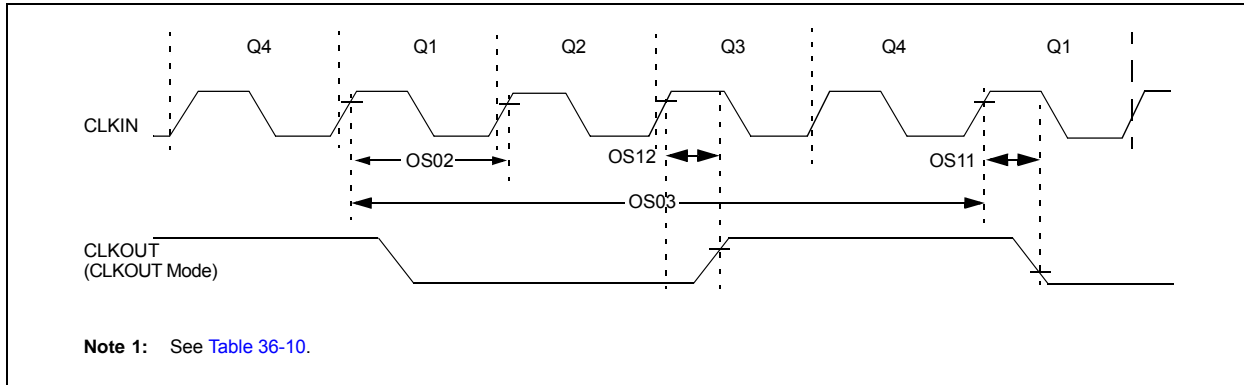 Q4 Q1 Q2 Q3 Q4 Q1
CLKIN
OS02 OS12 OS11
OS03
CLKOUT
(CLKOUT Mode)
Note 1: See Table 36-10.